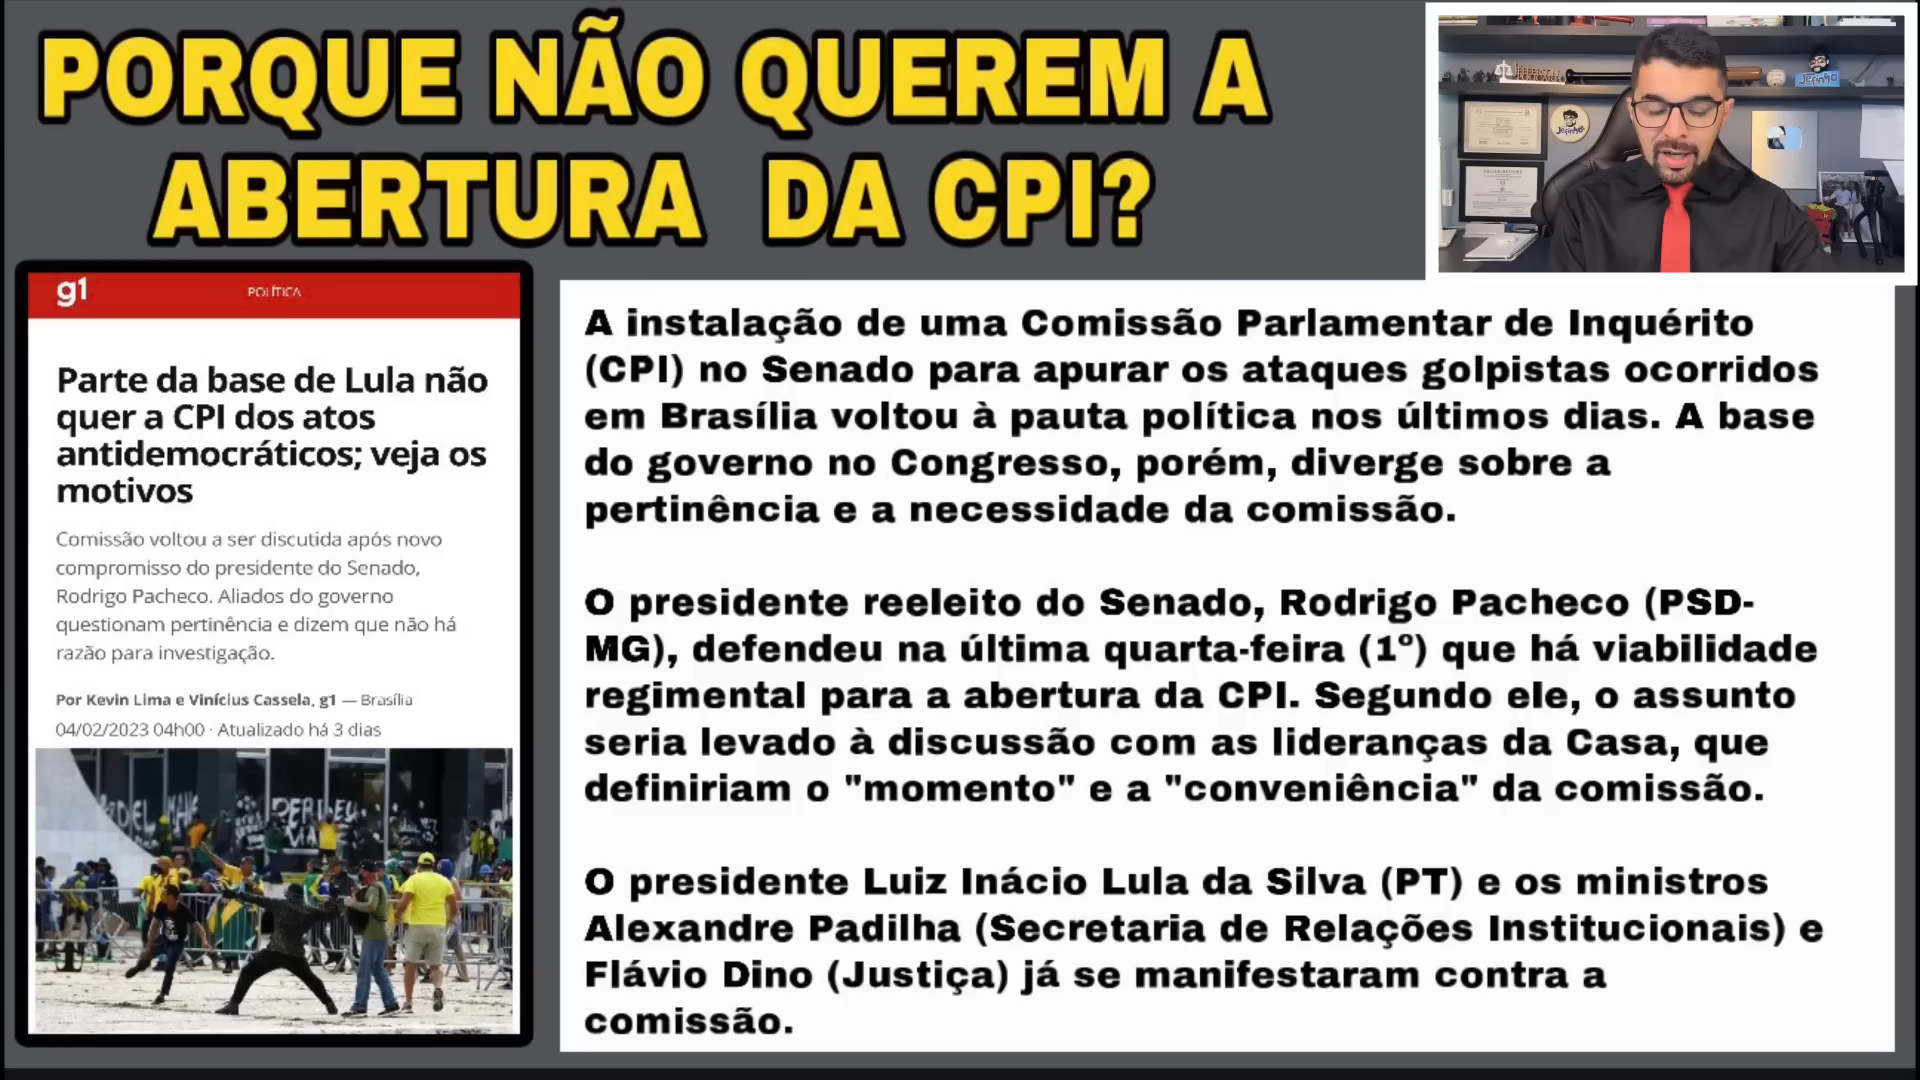 PORQUE NÃO QUEREM A
ABERTURA DA CPI?
Jefinho
Jefinho
g1
POLÍTICA
Parte da base de Lula não
quer a CPI dos atos
antidemocráticos; veja os
motivos
Comissão voltou a ser discutida após novo
compromisso do presidente do Senado,
Rodrigo Pacheco. Aliados do governo
questionam pertinência e dizem que não há
razão para investigação.
Por Kevin Lima e Vinícius Cassela, g1 — Brasília
04/02/2023 04h00 · Atualizado há 3 dias
PERDEU
A instalação de uma Comissão Parlamentar de Inquérito
(CPI) no Senado para apurar os ataques golpistas ocorridos
em Brasília voltou à pauta política nos últimos dias. A base
do governo no Congresso, porém, diverge sobre a
pertinência e a necessidade da comissão.
O presidente reeleito do Senado, Rodrigo Pacheco (PSD-
MG), defendeu na última quarta-feira (1º) que há viabilidade
regimental para a abertura da CPI. Segundo ele, o assunto
seria levado à discussão com as lideranças da Casa, que
definiriam o "momento" e a "conveniência" da comissão.
O presidente Luiz Inácio Lula da Silva (PT) e os ministros
Alexandre Padilha (Secretaria de Relações Institucionais) e
Flávio Dino (Justiça) já se manifestaram contra a
comissão.